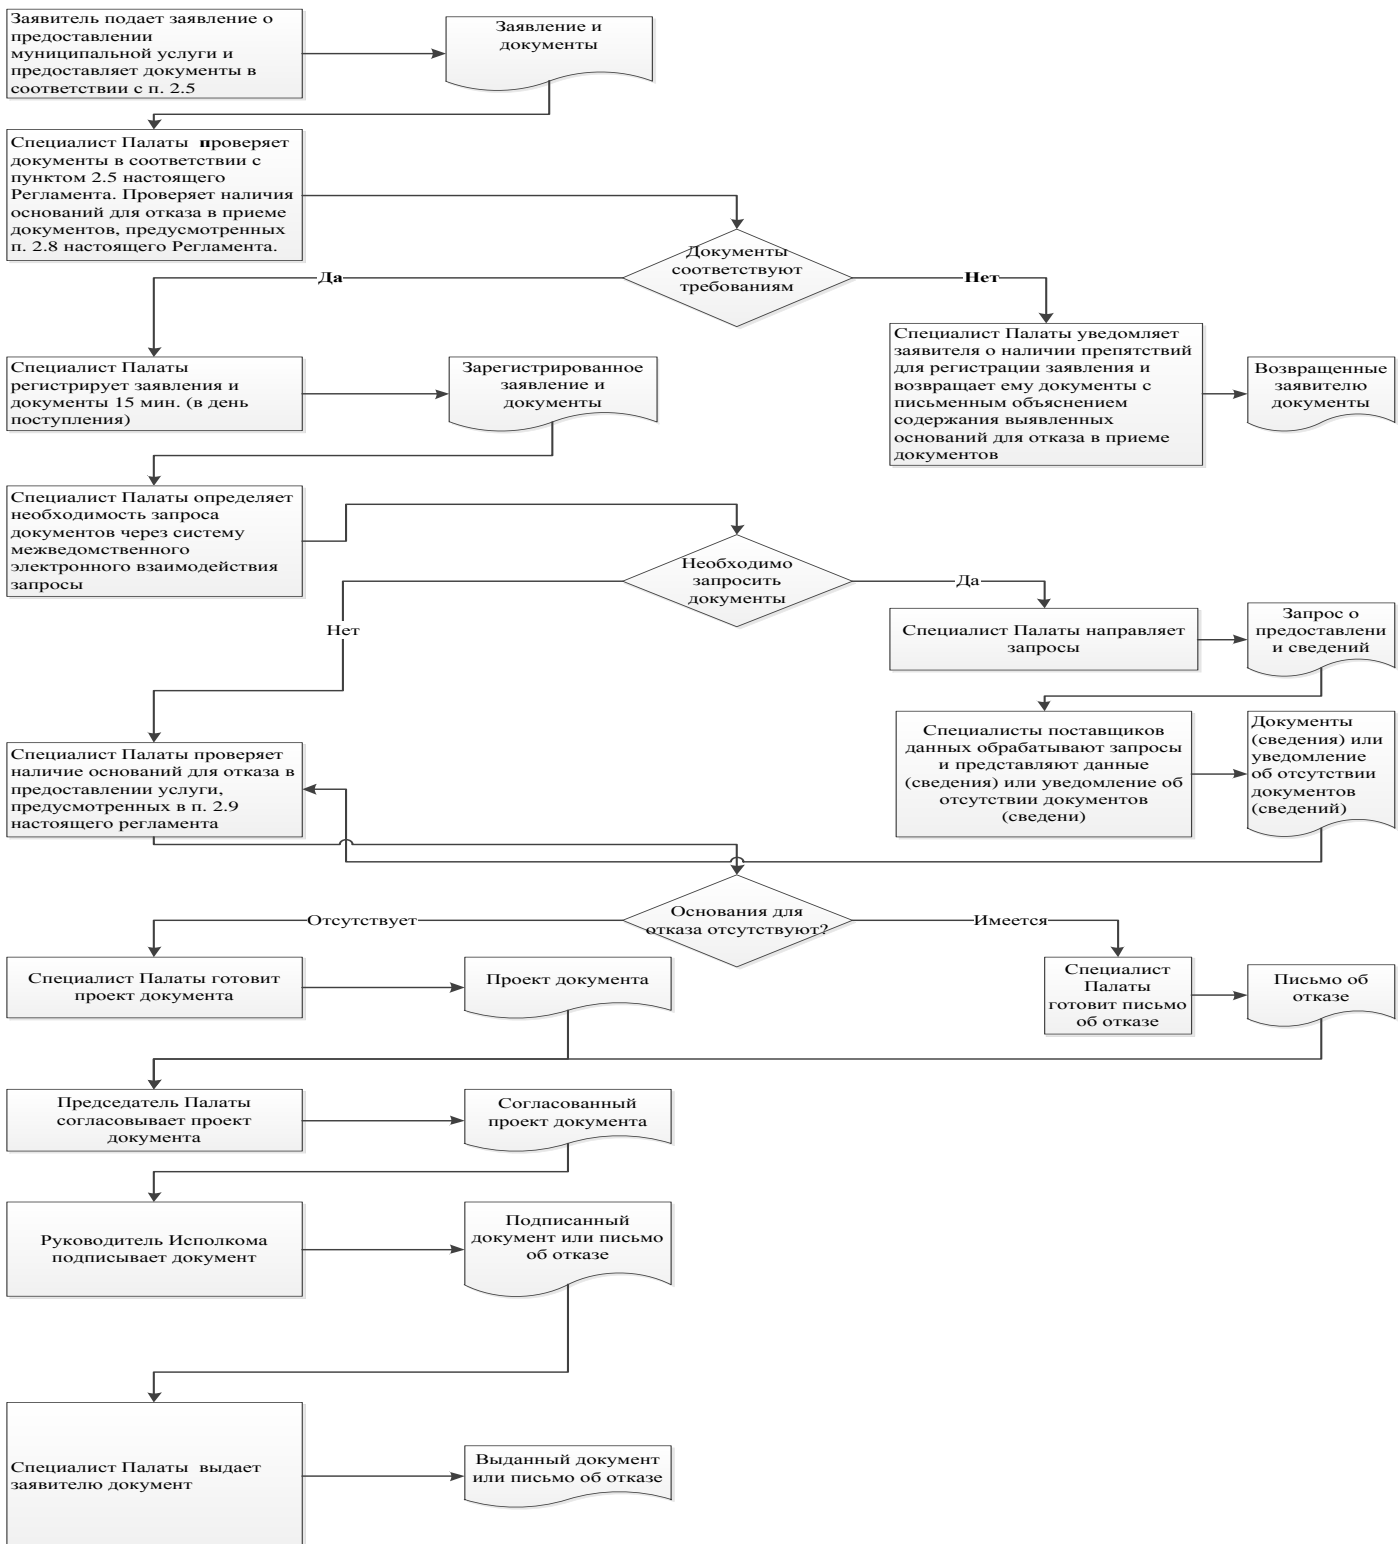 Заявитель подает заявление о
предоставлении
муниципальной услуги и
предоставляет документы в
соответствии с п. 2.5
Заявление и
документы
Специалист Палаты проверяет
документы в соответствии с
пунктом 2.5 настоящего
Регламента. Проверяет наличия
оснований для отказа в приеме
документов, предусмотренных
п. 2.8 настоящего Регламента.
Документы
соответствуют
требованиям
Да
Нет
Специалист Палаты
регистрирует заявления и
документы 15 мин. (в день
поступления)
Зарегистрированное
заявление и
документы
Специалист Палаты уведомляет
заявителя о наличии препятствий
для регистрации заявления и
возвращает ему документы с
письменным объяснением
содержания выявленных
оснований для отказа в приеме
документов
Возвращенные
заявителю
документы
Специалист Палаты определяет
необходимость запроса
документов через систему
межведомственного
электронного взаимодействия
запросы
Необходимо
запросить
документы
Да
Нет
Специалист Палаты направляет
запросы
Запрос о
предоставлени
и сведений
Специалисты поставщиков
данных обрабатывают запросы
и представляют данные
(сведения) или уведомление об
отсутствии документов
(сведени)
Документы
(сведения) или
уведомление
об отсутствии
документов
(сведений)
Специалист Палаты проверяет
наличие оснований для отказа в
предоставлении услуги,
предусмотренных в п. 2.9
настоящего регламента
Основания для
отказа отсутствуют?
Отсутствует
Имеется
Специалист Палаты готовит
проект документа
Проект документа
Специалист
Палаты
готовит письмо
об отказе
Письмо об
отказе
Председатель Палаты
согласовывает проект
документа
Согласованный
проект документа
Руководитель Исполкома
подписывает документ
Подписанный
документ или письмо
об отказе
Специалист Палаты выдает
заявителю документ
Выданный документ
или письмо об отказе